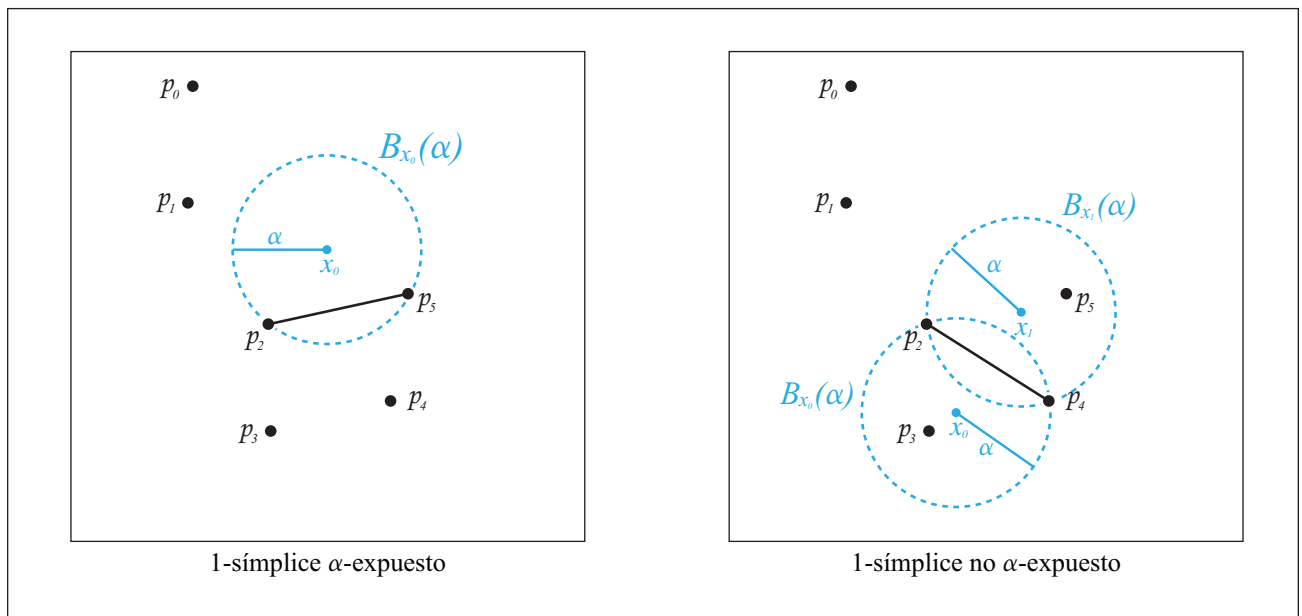 p₀
B_{x₀}(α)
p₁
α
x₀
p₅
p₂
p₄
p₃
1-símplice α-expuesto
p₀
p₁
B_{x₁}(α)
α
p₅
x₁
p₂
B_{x₀}(α)
p₄
x₀
p₃
α
1-símplice no α-expuesto